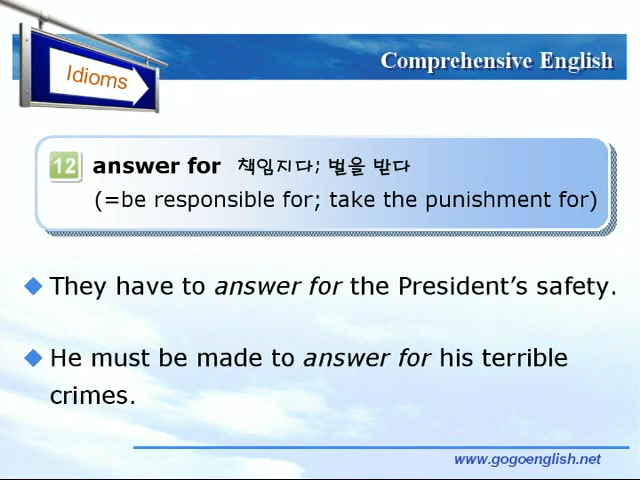 Idioms
Comprehensive English
12 answer for 책임지다; 벌을 받다
(=be responsible for; take the punishment for)
They have to answer for the President's safety.
He must be made to answer for his terrible
crimes.
www.gogoenglish.net